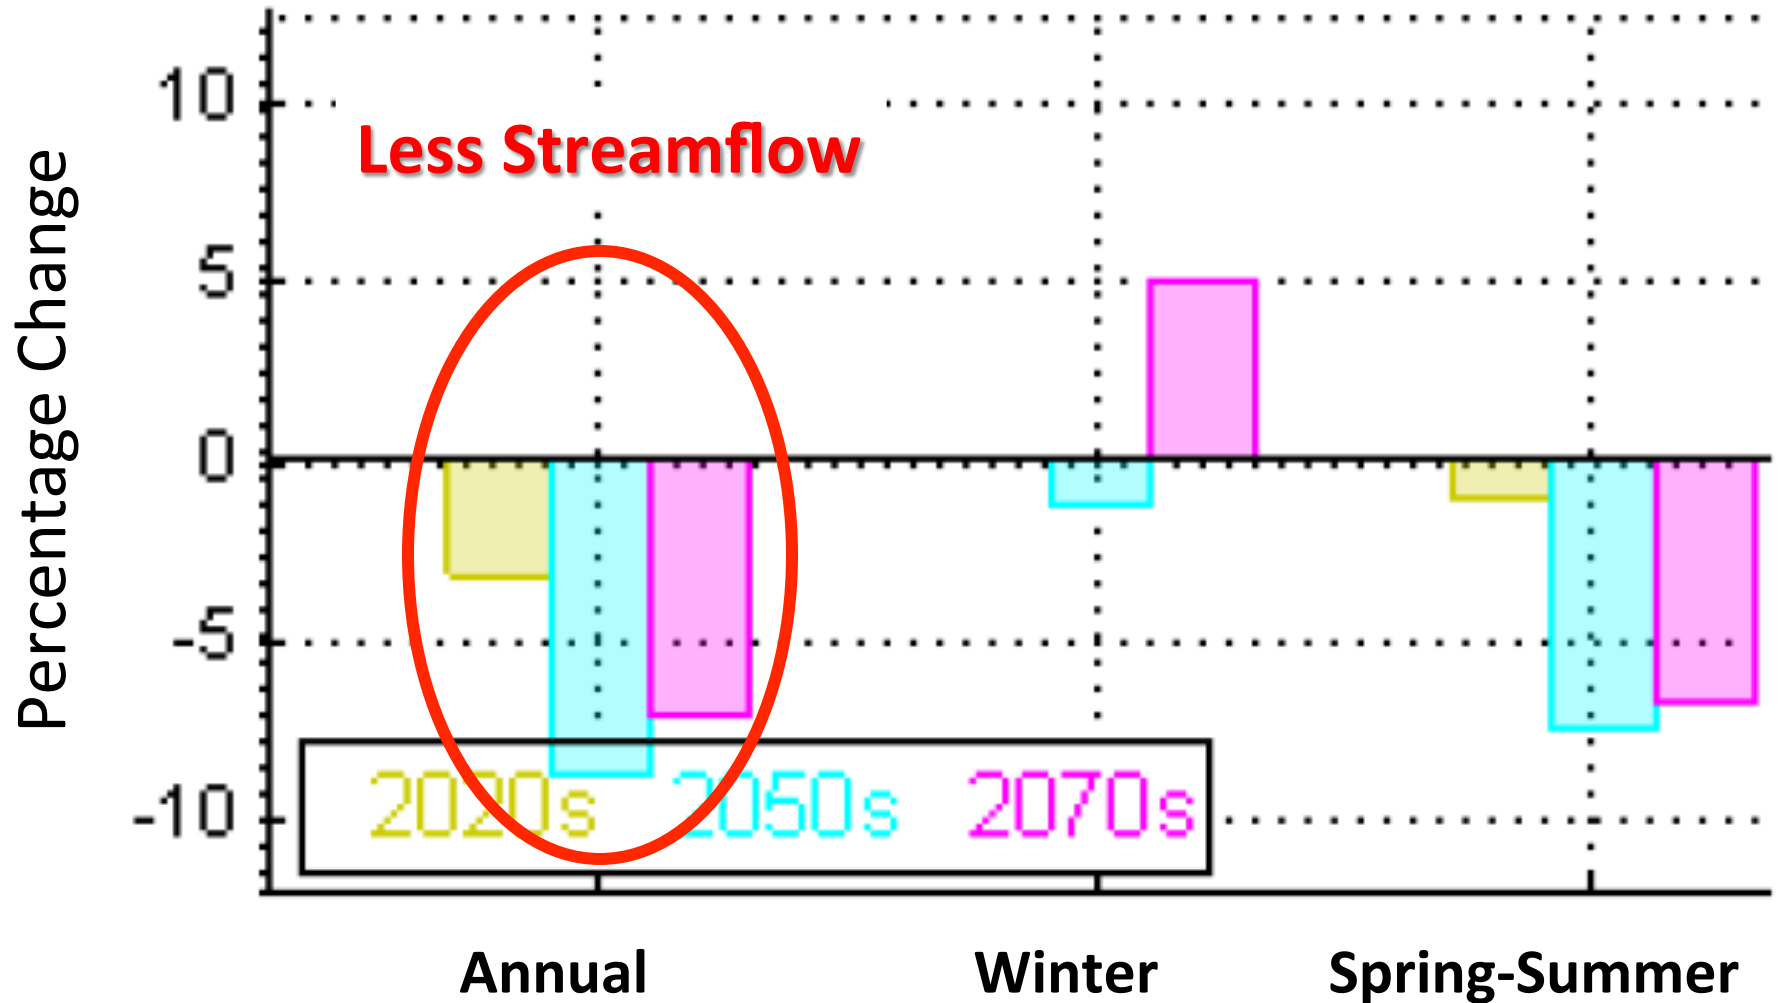 Percentage Change
10
5
0
-5
-10
Less Streamflow
2020s 2050s 2070s
Annual Winter Spring-Summer